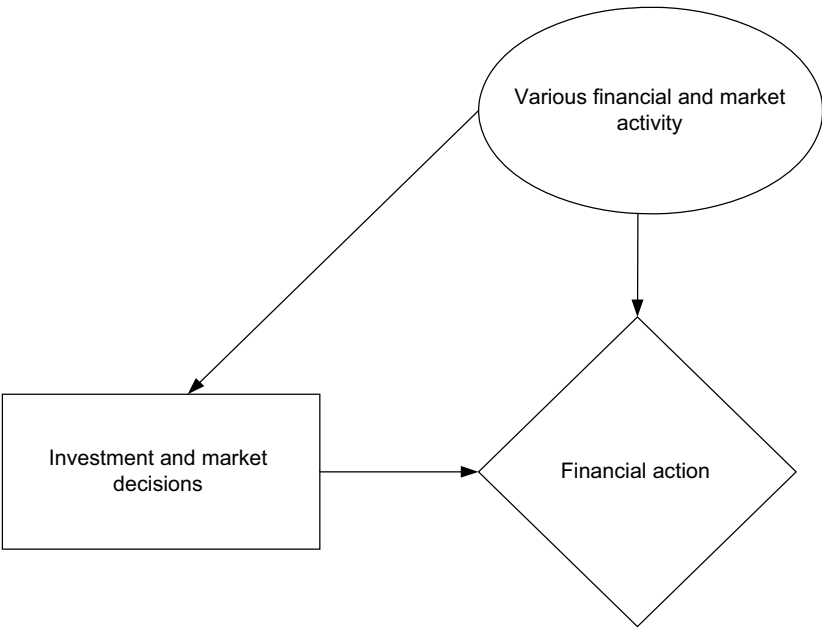 Various financial and market
activity
Investment and market
decisions
Financial action